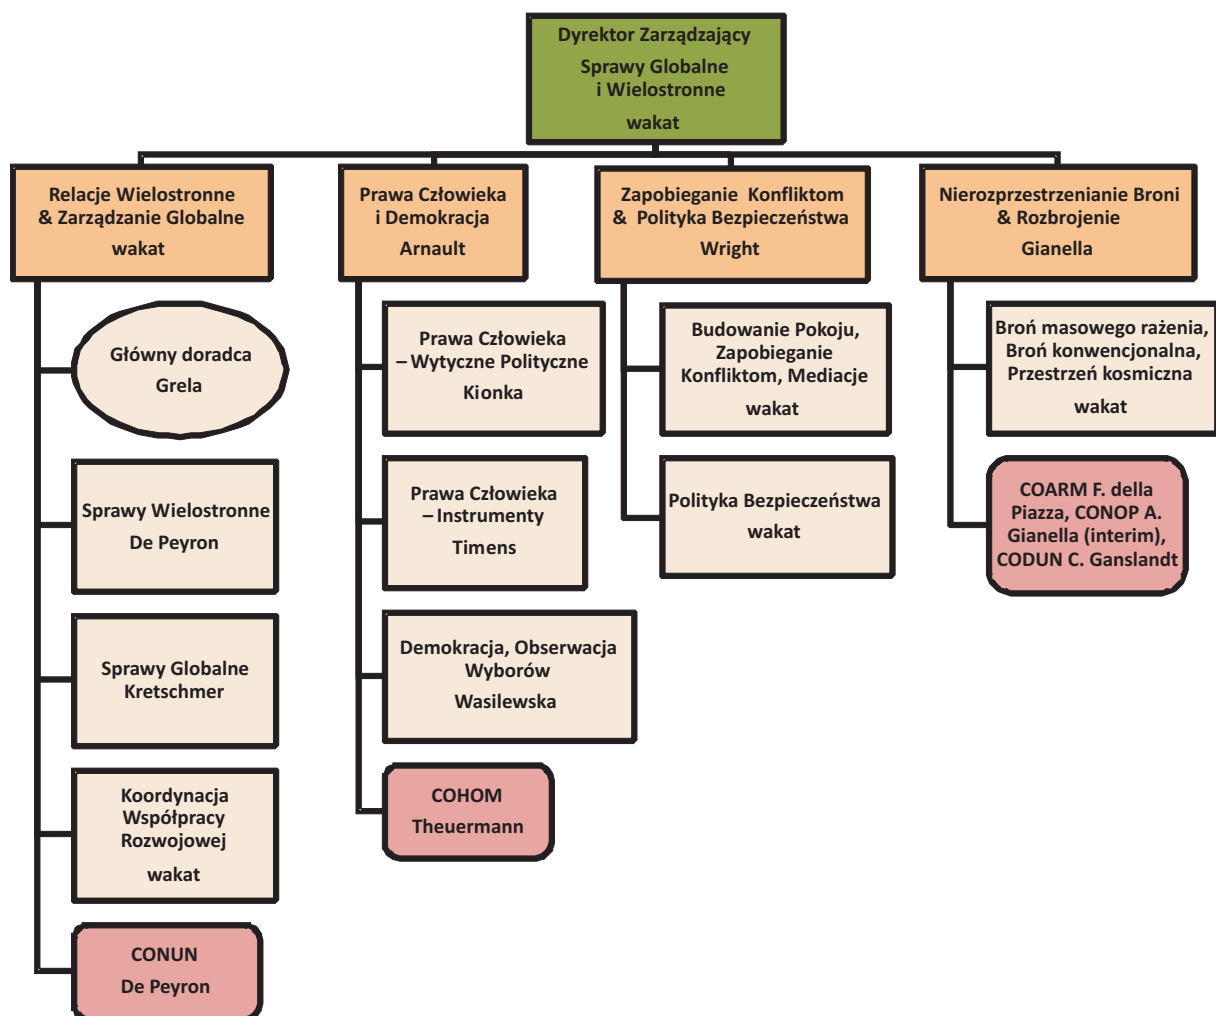 Dyrektor Zarządzający
Sprawy Globalne
i Wielostronne
wakat
Relacje Wielostronne
& Zarządzanie Globalne
wakat
Główny doradca
Grela
Sprawy Wielostronne
De Peyron
Sprawy Globalne
Kretschmer
Koordynacja
Współpracy
Rozwojowej
wakat
CONUN
De Peyron
Prawa Człowieka
i Demokracja
Arnault
Prawa Człowieka
– Wytyczne Polityczne
Kionka
Prawa Człowieka
– Instrumenty
Timens
Demokracja, Obserwacja
Wyborów
Wasilewska
COHOM
Theuermann
Zapobieganie Konfliktom
& Polityka Bezpieczeństwa
Wright
Budowanie Pokoju,
Zapobieganie
Konfliktom, Mediacje
wakat
Polityka Bezpieczeństwa
wakat
Nierozprzestrzenianie Broni
& Rozbrojenie
Gianella
Broń masowego rażenia,
Broń konwencjonalna,
Przestrzeń kosmiczna
wakat
COARM F. della
Piazza, CONOP A.
Gianella (interim),
CODUN C. Ganslandt